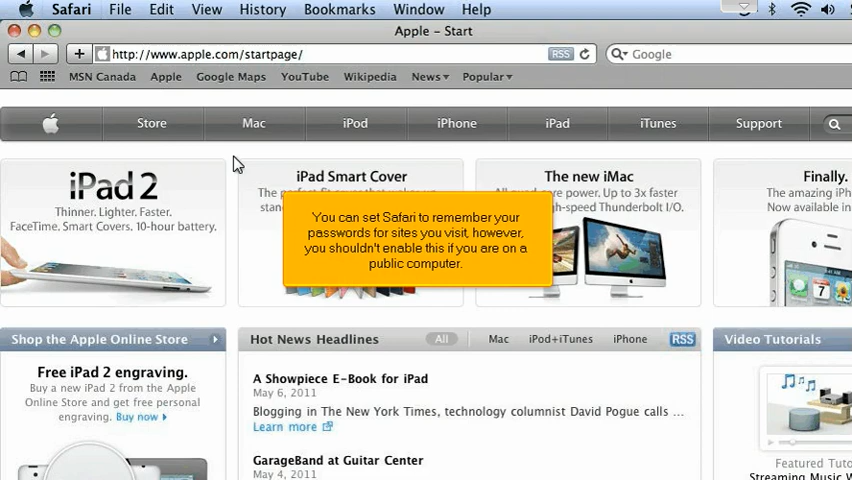 Safari File Edit View History Bookmarks Window Help
Apple – Start
http://www.apple.com/startpage/ RSS Google
MSN Canada Apple Google Maps YouTube Wikipedia News▾ Popular▾
Store Mac iPod iPhone iPad iTunes Support
iPad 2
Thinner. Lighter. Faster.
FaceTime. Smart Covers. 10-hour battery.
iPad Smart Cover
The new iMac
Up to 3x faster
high-speed Thunderbolt I/O.
Finally.
The amazing
Now available in
You can set Safari to remember your
passwords for sites you visit, however,
you shouldn't enable this if you are on a
public computer.
Shop the Apple Online Store
Free iPad 2 engraving.
Buy a new iPad 2 from the Apple
Online Store and get free personal
engraving. Buy now
Hot News Headlines All Mac iPod+iTunes iPhone RSS
A Showpiece E-Book for iPad
May 6, 2011
Blogging in The New York Times, technology columnist David Pogue calls ...
Learn more
GarageBand at Guitar Center
May 4, 2011
Video Tutorials
Featured
Streaming Music